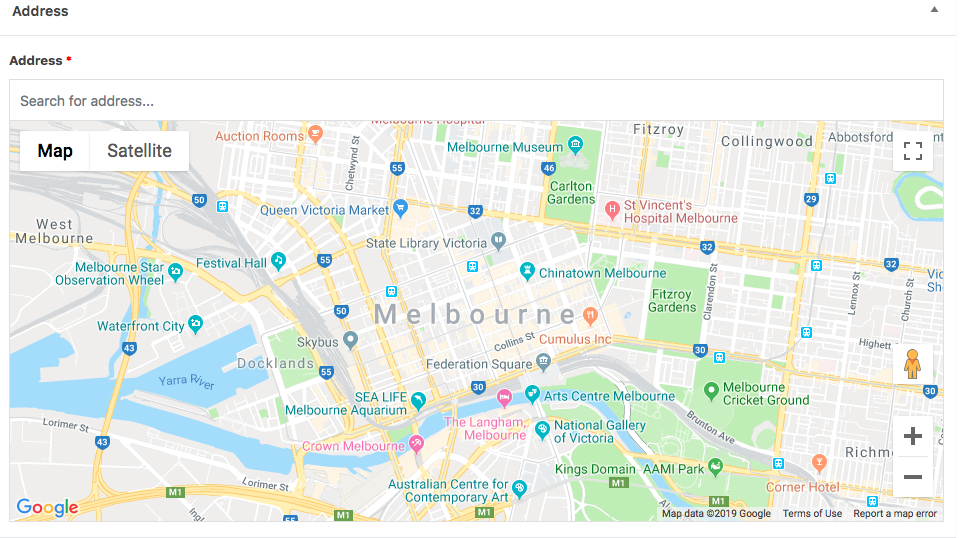 Address
Address *
Search for address...
Map
Satellite
Melbourne Hospital
Auction Rooms
Chetwynd St
Fitzroy
Collingwood
Abbotsford
Melbourne Museum
55
46
Carlton
Gardens
50
Queen Victoria Market
32
St Vincent's
Hospital Melbourne
29
West
Melbourne
State Library Victoria
32
Festival Hall
55
Melbourne Star
Observation Wheel
Chinatown Melbourne
32
Fitzroy
Gardens
Clarendon St
Lennox St
Church St
50
Melbourne
Waterfront City
Skybus
Collins St
Cumulus Inc
Highett
43
Docklands
55
Federation Square
30
Yarra River
30
30
SEA LIFE
Melbourne Aquarium
Arts Centre Melbourne
Melbourne
Cricket Ground
The Langham,
Melbourne
National Gallery
of Victoria
Brunton Ave
Lorimer St
43
Crown Melbourne
Richm
Kings Domain
AAMI Park
Lorimer St
Australian Centre for
Contemporary Art
M1
Corner Hotel
M1
M1
M1
M1
55
Google
Map data ©2019 Google
Terms of Use
Report a map error